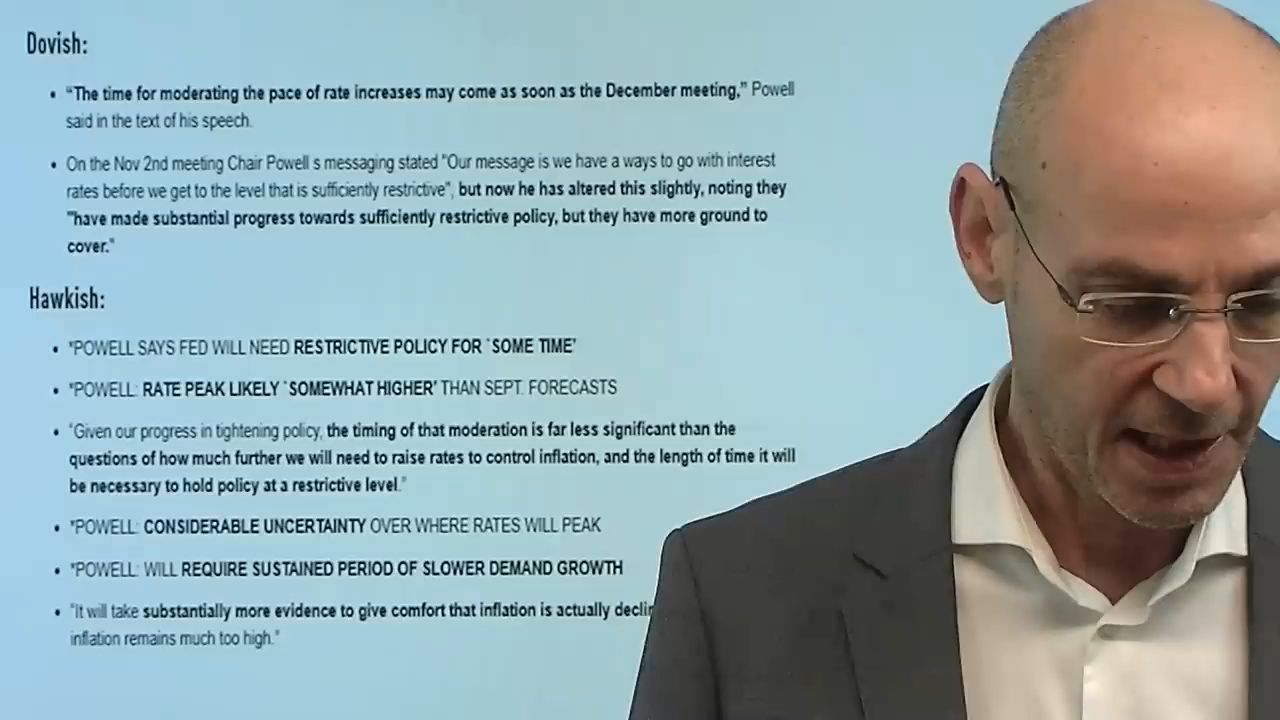 Dovish:
• "The time for moderating the pace of rate increases may come as soon as the December meeting," Powell
said in the text of his speech.
• On the Nov 2nd meeting Chair Powell s messaging stated "Our message is we have a ways to go with interest
rates before we get to the level that is sufficiently restrictive", but now he has altered this slightly, noting they
"have made substantial progress towards sufficiently restrictive policy, but they have more ground to
cover."
Hawkish:
• *POWELL SAYS FED WILL NEED RESTRICTIVE POLICY FOR `SOME TIME'
• *POWELL: RATE PEAK LIKELY `SOMEWHAT HIGHER' THAN SEPT. FORECASTS
• "Given our progress in tightening policy, the timing of that moderation is far less significant than the
questions of how much further we will need to raise rates to control inflation, and the length of time it will
be necessary to hold policy at a restrictive level."
• *POWELL: CONSIDERABLE UNCERTAINTY OVER WHERE RATES WILL PEAK
• *POWELL: WILL REQUIRE SUSTAINED PERIOD OF SLOWER DEMAND GROWTH
• "It will take substantially more evidence to give comfort that inflation is actually
inflation remains much too high."